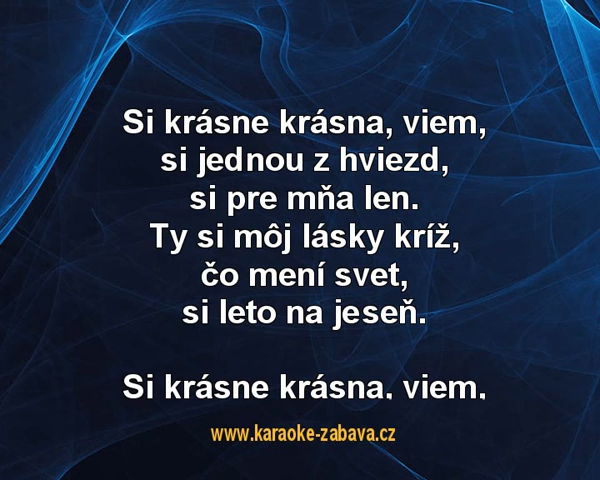 Si krásne krásna, viem,
si jednou z hviezd,
si pre mňa len.
Ty si môj lásky kríž,
čo mení svet,
si leto na jeseň.
Si krásne krásna, viem,
www.karaoke-zabava.cz